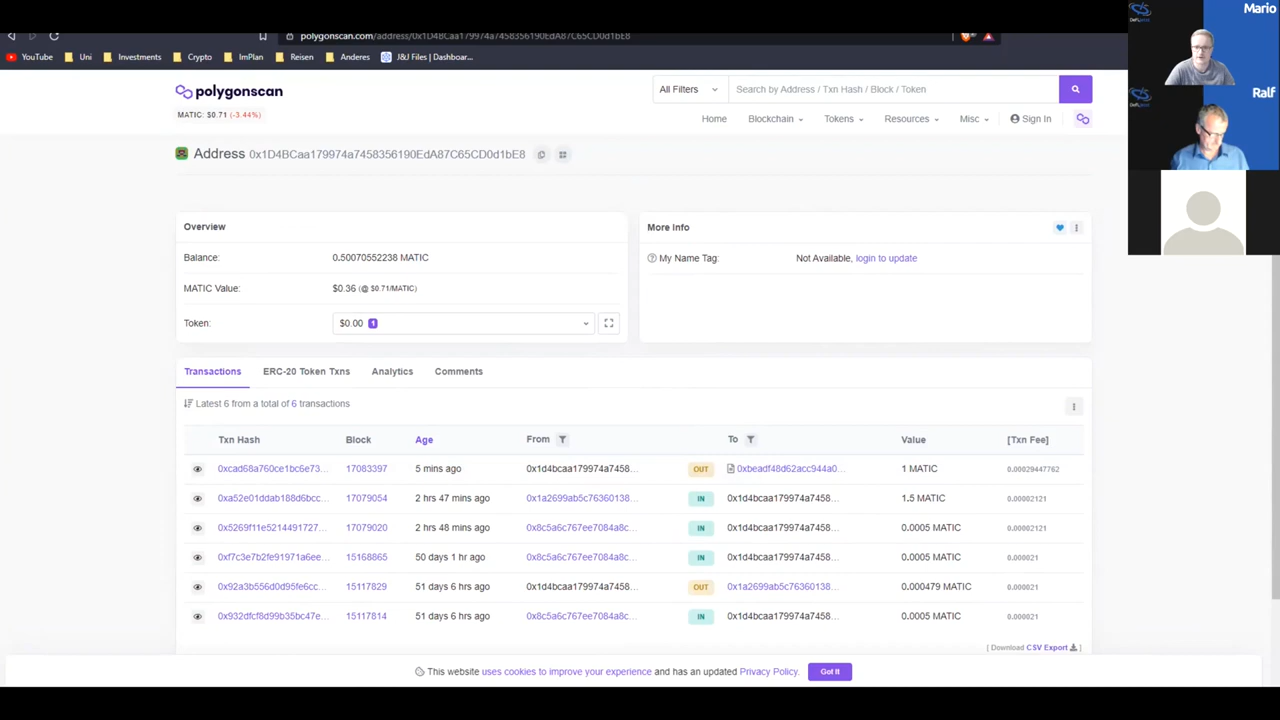 polygonscan.com/address/0x1D4BCaa179974a7458356190EdA87C65CD0d1bE8
YouTube Uni Investments Crypto ImPlan Reisen Anderes J&J Files | Dashboar...
Mario
Ralf
polygonscan
All Filters Search by Address / Txn Hash / Block / Token
MATIC: $0.71 (-3.44%)
Home Blockchain Tokens Resources Misc Sign In
Address 0x1D4BCaa179974a7458356190EdA87C65CD0d1bE8
Overview
Balance: 0.50070552238 MATIC
MATIC Value: $0.36 (@ $0.71/MATIC)
Token: $0.00 1
More Info
My Name Tag: Not Available, login to update
Transactions ERC-20 Token Txns Analytics Comments
Latest 6 from a total of 6 transactions
Txn Hash Block Age From To Value [Txn Fee]
0xcad68a760ce1bc6e73... 17083397 5 mins ago 0x1d4bcaa179974a7458... OUT 0xbeadf48d62acc944a0... 1 MATIC 0.00029447762
0xa52e01ddab188d6bcc... 17079054 2 hrs 47 mins ago 0x1a2699ab5c76360138... IN 0x1d4bcaa179974a7458... 1.5 MATIC 0.00002121
0x5269f11e5214491727... 17079020 2 hrs 48 mins ago 0x8c5a6c767ee7084a8c... IN 0x1d4bcaa179974a7458... 0.0005 MATIC 0.00002121
0xf7c3e7b2fe91971a6ee... 15168865 50 days 1 hr ago 0x8c5a6c767ee7084a8c... IN 0x1d4bcaa179974a7458... 0.0005 MATIC 0.000021
0x92a3b556d0d95fe6cc... 15117829 51 days 6 hrs ago 0x1d4bcaa179974a7458... OUT 0x1a2699ab5c76360138... 0.000479 MATIC 0.000021
0x932dfcf8d99b35bc47e... 15117814 51 days 6 hrs ago 0x8c5a6c767ee7084a8c... IN 0x1d4bcaa179974a7458... 0.0005 MATIC 0.000021
[ Download CSV Export ]
This website uses cookies to improve your experience and has an updated Privacy Policy. Got It